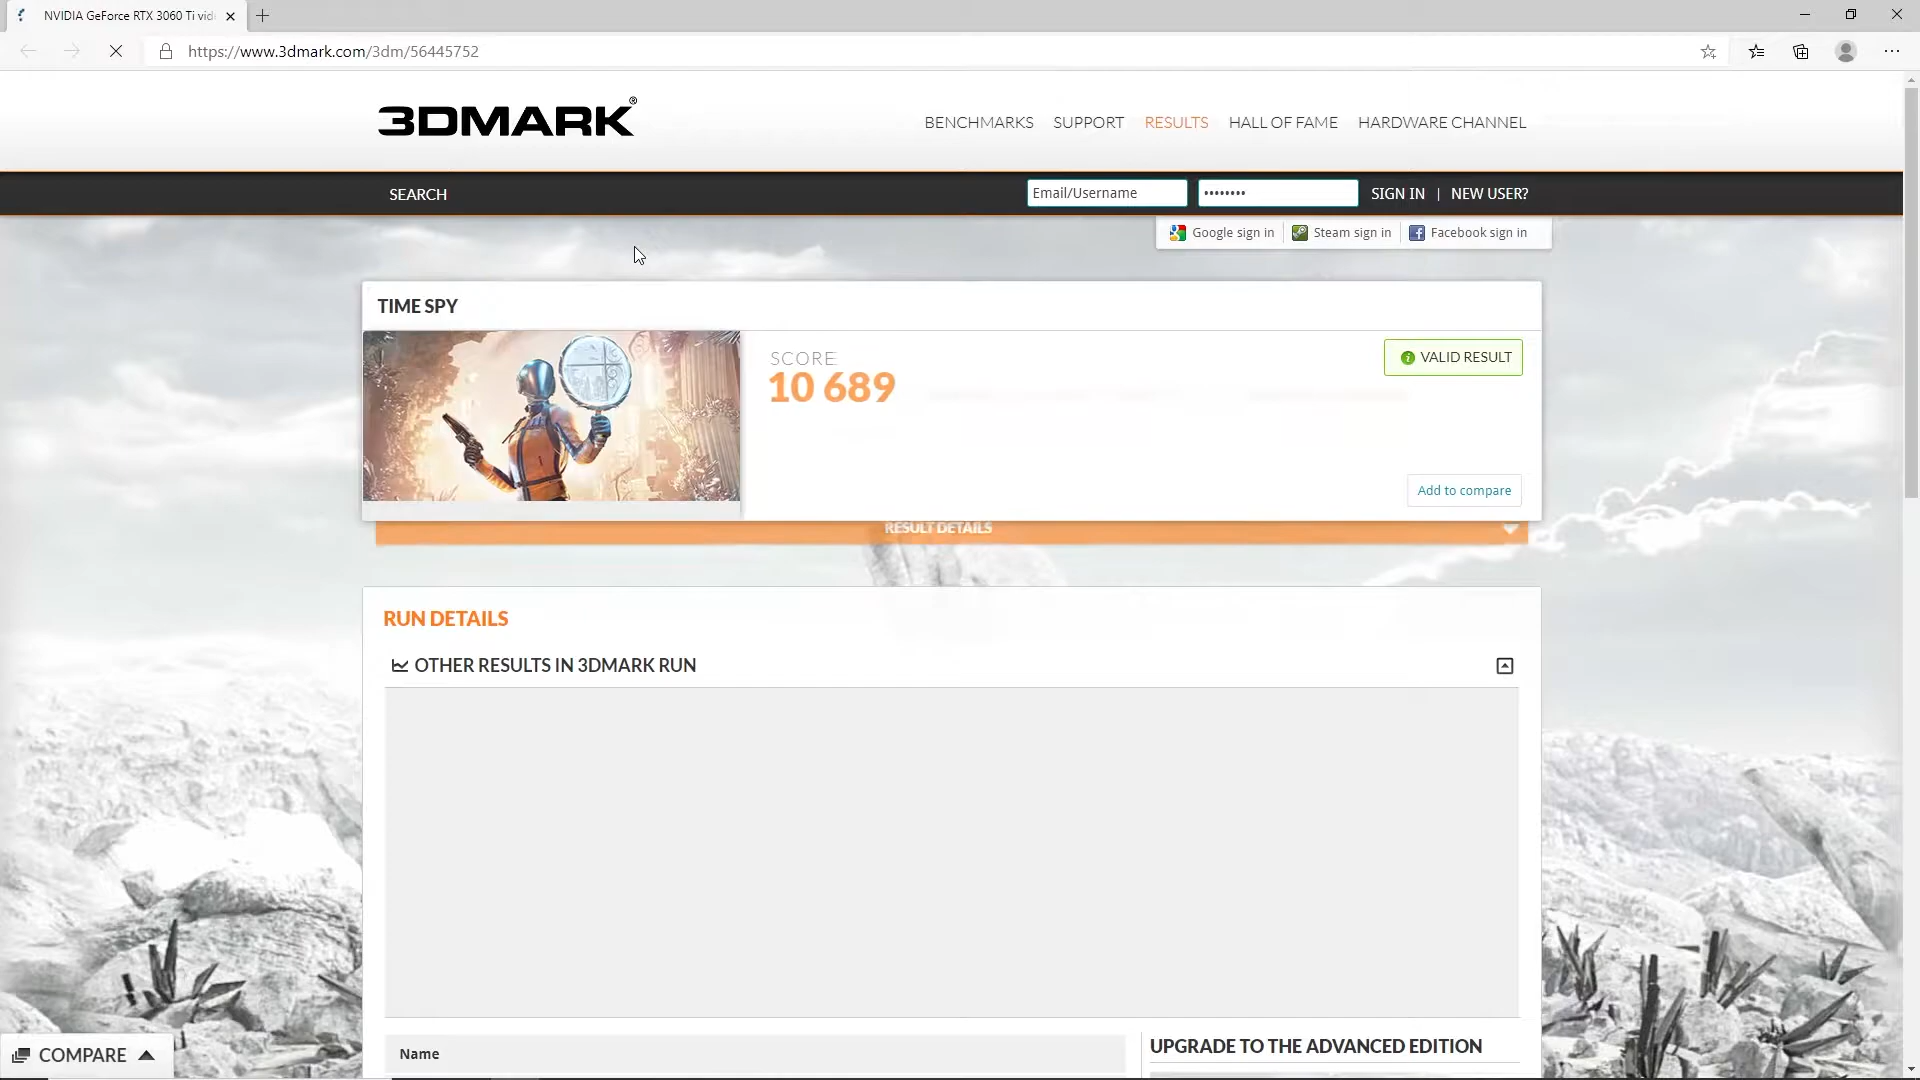 NVIDIA GeForce RTX 3060 Ti vid
https://www.3dmark.com/3dm/56445752
3DMARK®
BENCHMARKS SUPPORT RESULTS HALL OF FAME HARDWARE CHANNEL
SEARCH
Email/Username •••••••• SIGN IN | NEW USER?
Google sign in Steam sign in Facebook sign in
TIME SPY
SCORE
10 689
VALID RESULT
Add to compare
RESULT DETAILS
RUN DETAILS
OTHER RESULTS IN 3DMARK RUN
Name
UPGRADE TO THE ADVANCED EDITION
COMPARE